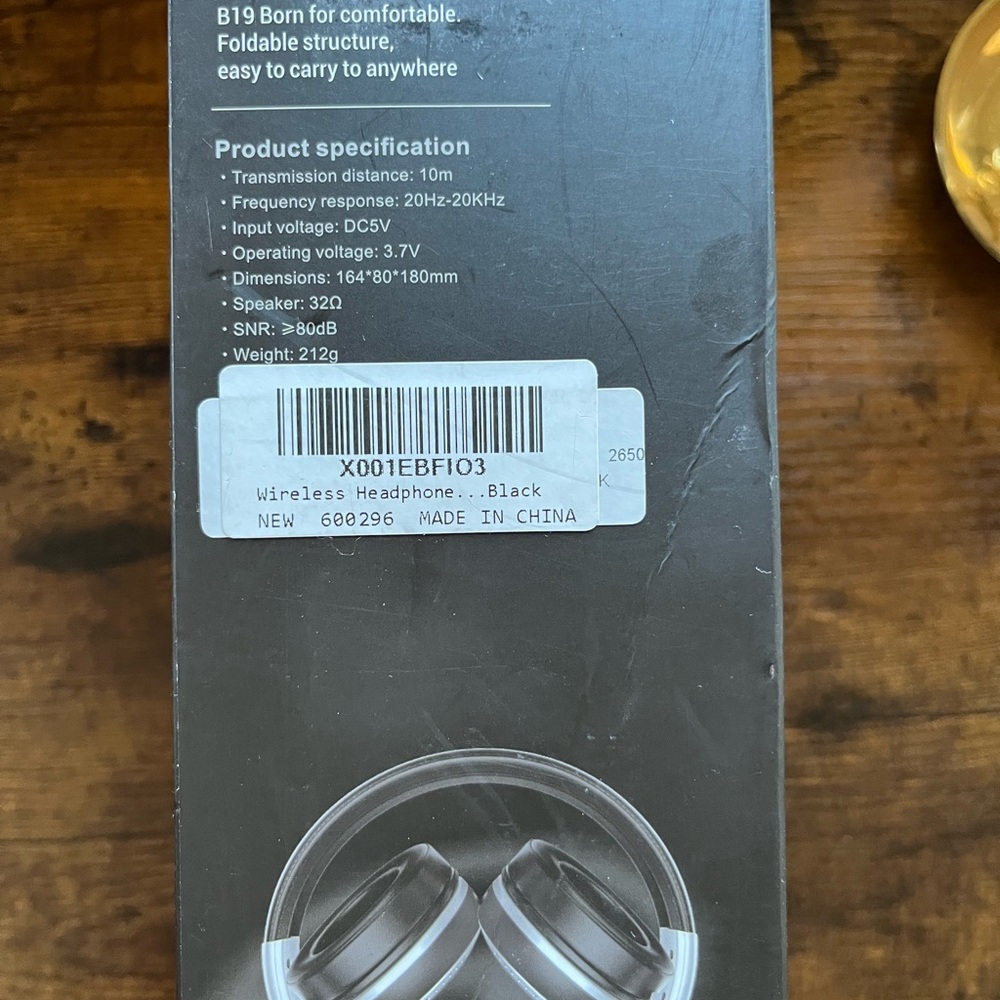 B19 Born for comfortable.
Foldable structure,
easy to carry to anywhere
Product specification
• Transmission distance: 10m
• Frequency response: 20Hz-20KHz
• Input voltage: DC5V
• Operating voltage: 3.7V
• Dimensions: 164*80*180mm
• Speaker: 32Ω
• SNR: ⩾80dB
• Weight: 212g
X001EBFIO3
Wireless Headphone...Black
NEW 600296 MADE IN CHINA
2650
K